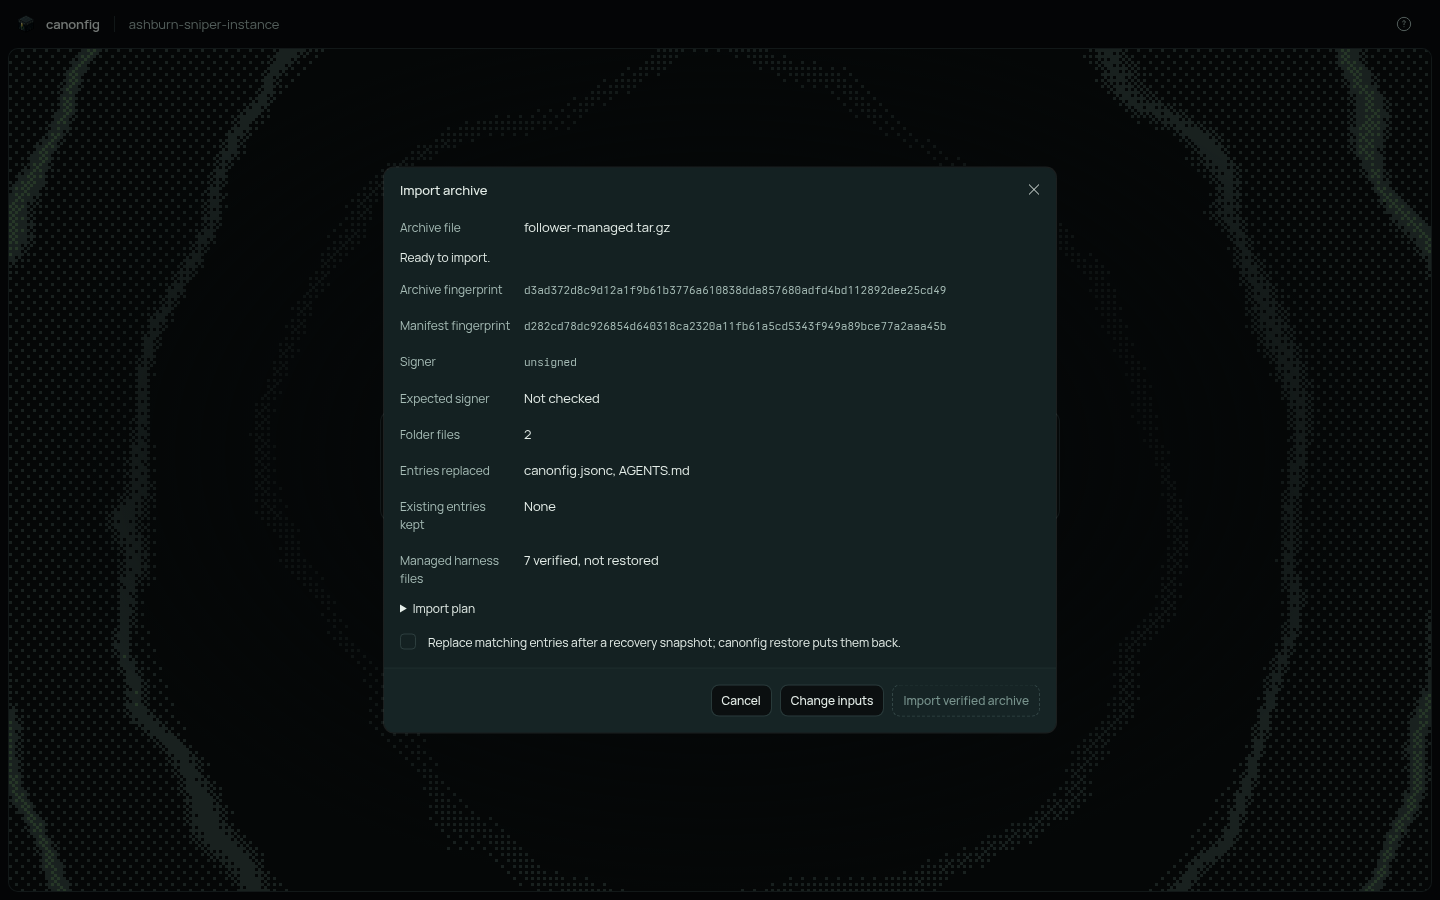 canonfig
ashburn-sniper-instance
Import archive
Archive file follower-managed.tar.gz
Ready to import.
Archive fingerprint d3ad372d8c9d12a1f9b61b3776a610838dda857680adfd4bd112892dee25cd49
Manifest fingerprint d282cd78dc926854d640318ca2320a11fb61a5cd5343f949a89bce77a2aaa45b
Signer unsigned
Expected signer Not checked
Folder files 2
Entries replaced canonfig.jsonc, AGENTS.md
Existing entries None
kept
Managed harness 7 verified, not restored
files
Import plan
Replace matching entries after a recovery snapshot; canonfig restore puts them back.
Cancel Change inputs Import verified archive